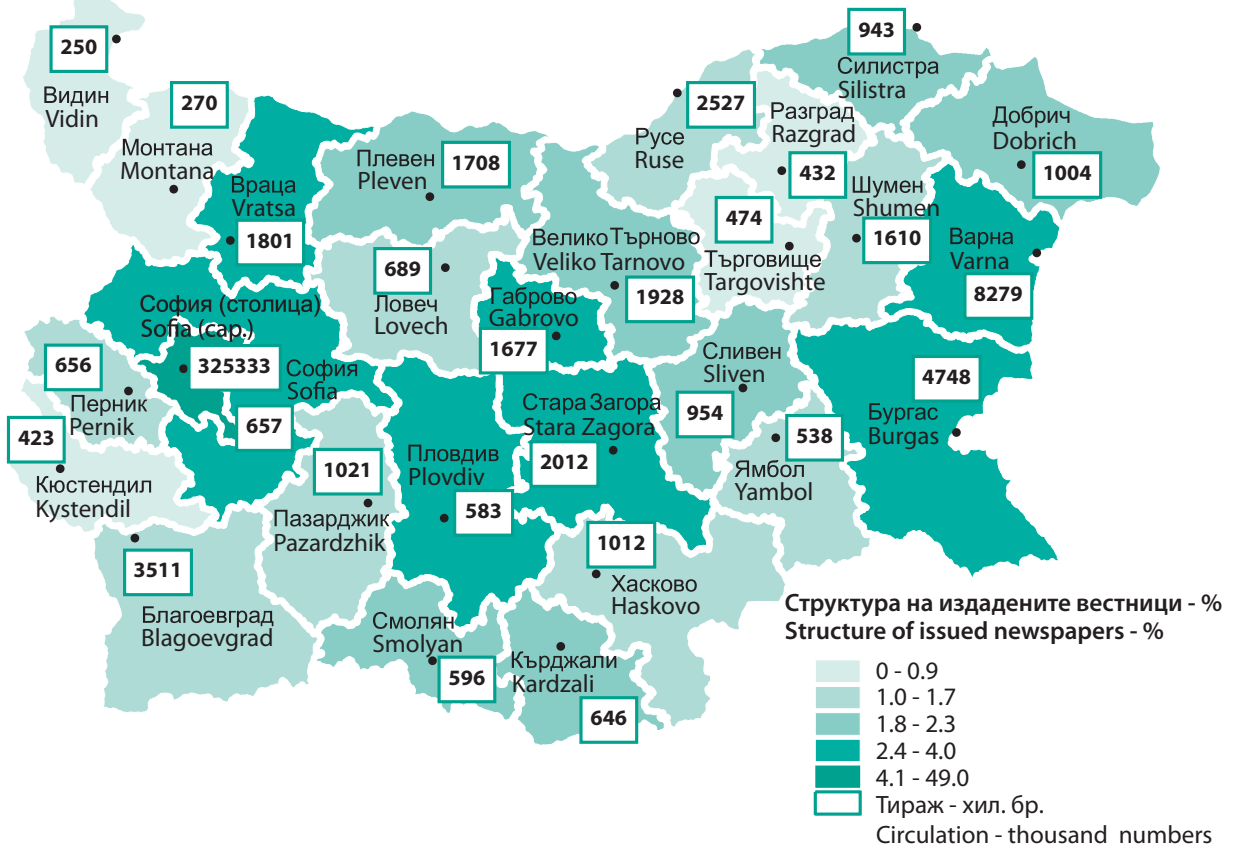 250
Видин
Vidin
270
Монтана
Montana
Враца
Vratsa
1801
Плевен
Pleven
1708
689
Ловеч
Lovech
Велико Търново
Veliko Tarnovo
1928
Габрово
Gabrovo
1677
2527
Русе
Ruse
Разград
Razgrad
432
943
Силистра
Silistra
Добрич
Dobrich
1004
474
Търговище
Targovishte
Шумен
Shumen
1610
Варна
Varna
8279
София (столица)
Sofia (cap.)
325333
София
Sofia
657
656
Перник
Pernik
423
Кюстендил
Kystendil
3511
Благоевград
Blagoevgrad
1021
Пазарджик
Pazardzhik
Пловдив
Plovdiv
583
Стара Загора
Stara Zagora
2012
Сливен
Sliven
954
538
Ямбол
Yambol
4748
Бургас
Burgas
1012
Хасково
Haskovo
Смолян
Smolyan
596
Кърджали
Kardzali
646
Структура на издадените вестници - %
Structure of issued newspapers - %
0 - 0.9
1.0 - 1.7
1.8 - 2.3
2.4 - 4.0
4.1 - 49.0
Тираж - хил. бр.
Circulation - thousand numbers